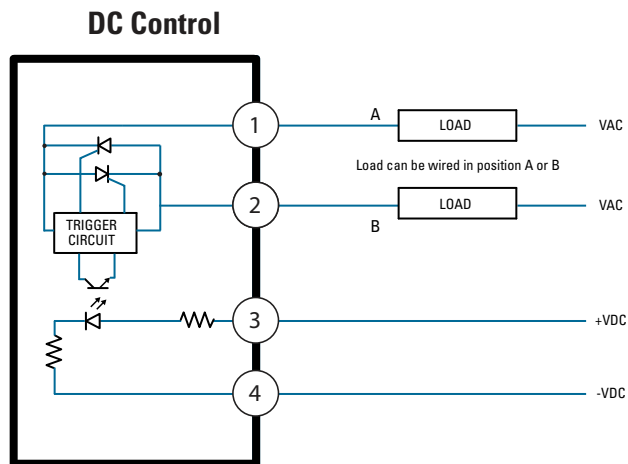 DC Control
1
A
LOAD
VAC
Load can be wired in position A or B
2
LOAD
VAC
B
TRIGGER
CIRCUIT
3
+VDC
4
-VDC